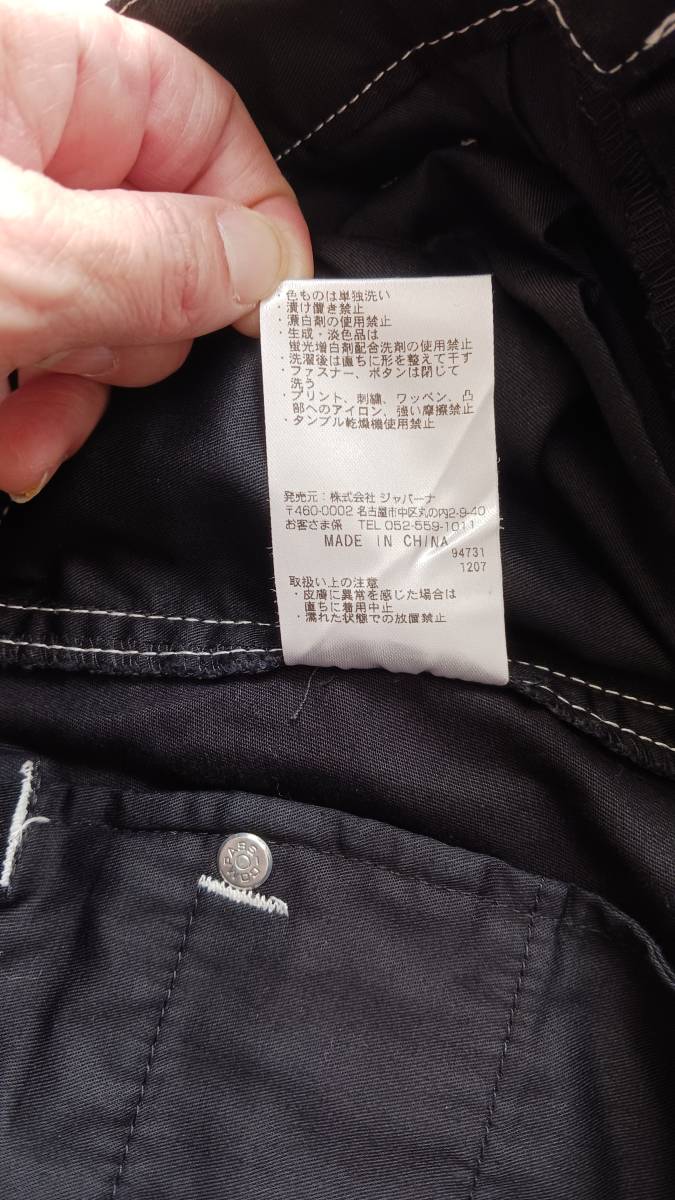 ・色ものは単独洗い
・漬け置き禁止
・漂白剤の使用禁止
・生成・淡色品は
蛍光増白剤配合洗剤の使用禁止
・洗濯後は直ちに形を整えて干す
・ファスナー、ボタンは閉じて
洗う
・プリント、刺繍、ワッペン、凸
部へのアイロン、強い摩擦禁止
・タンブル乾燥機使用禁止
発売元：株式会社 ジャパーナ
〒460-0002 名古屋市中区丸の内2-9-40
お客さま係 TEL 052-559-1011
MADE IN CHINA
94731
1207
取扱い上の注意
・皮膚に異常を感じた場合は
直ちに着用中止
・濡れた状態での放置禁止